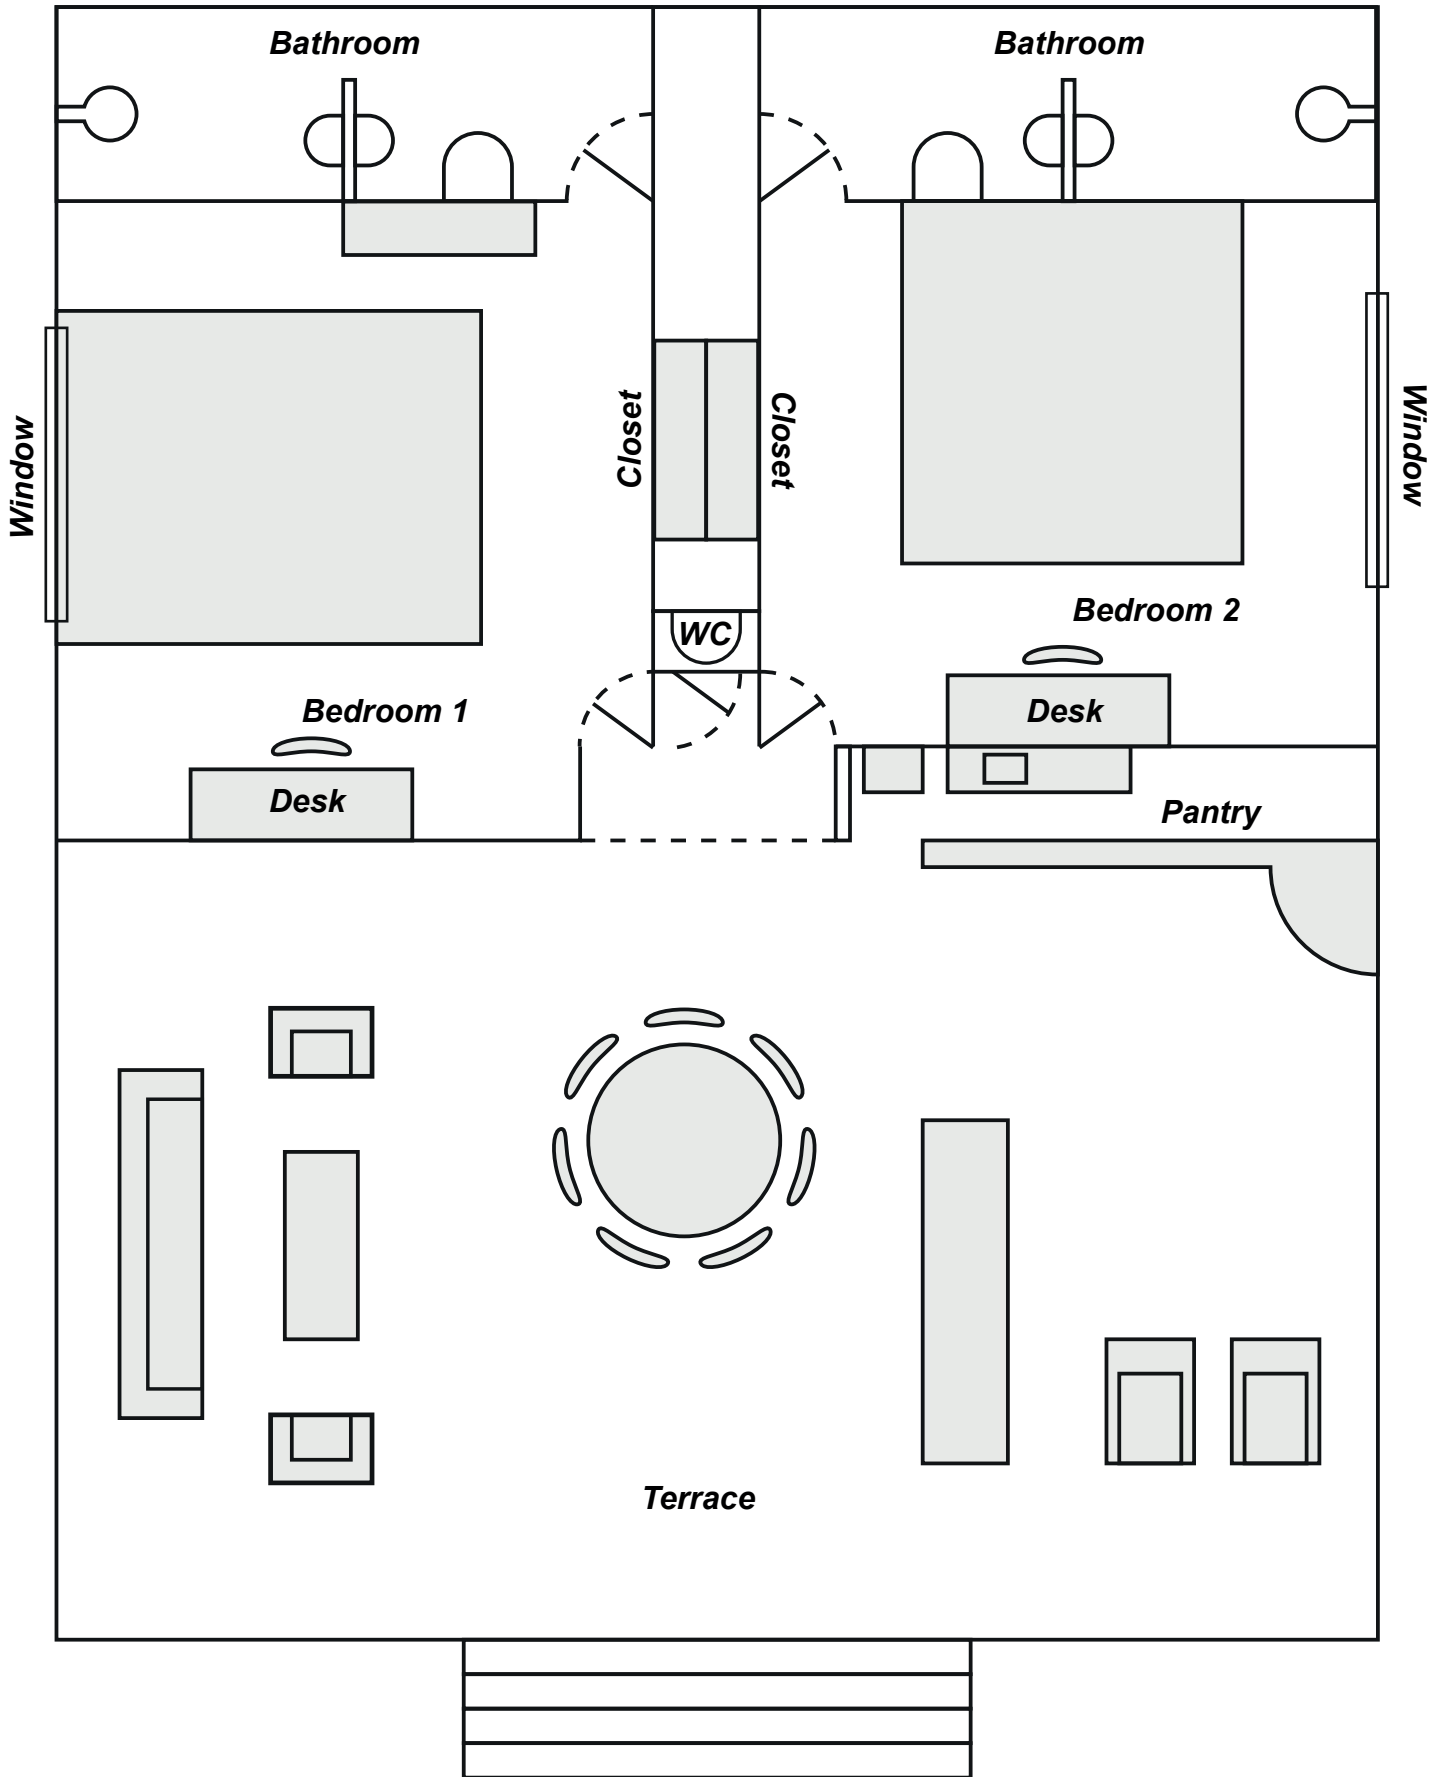 Bathroom
Bathroom
Window
Closet
Closet
Window
Bedroom 2
WC
Bedroom 1
Desk
Desk
Pantry
Terrace